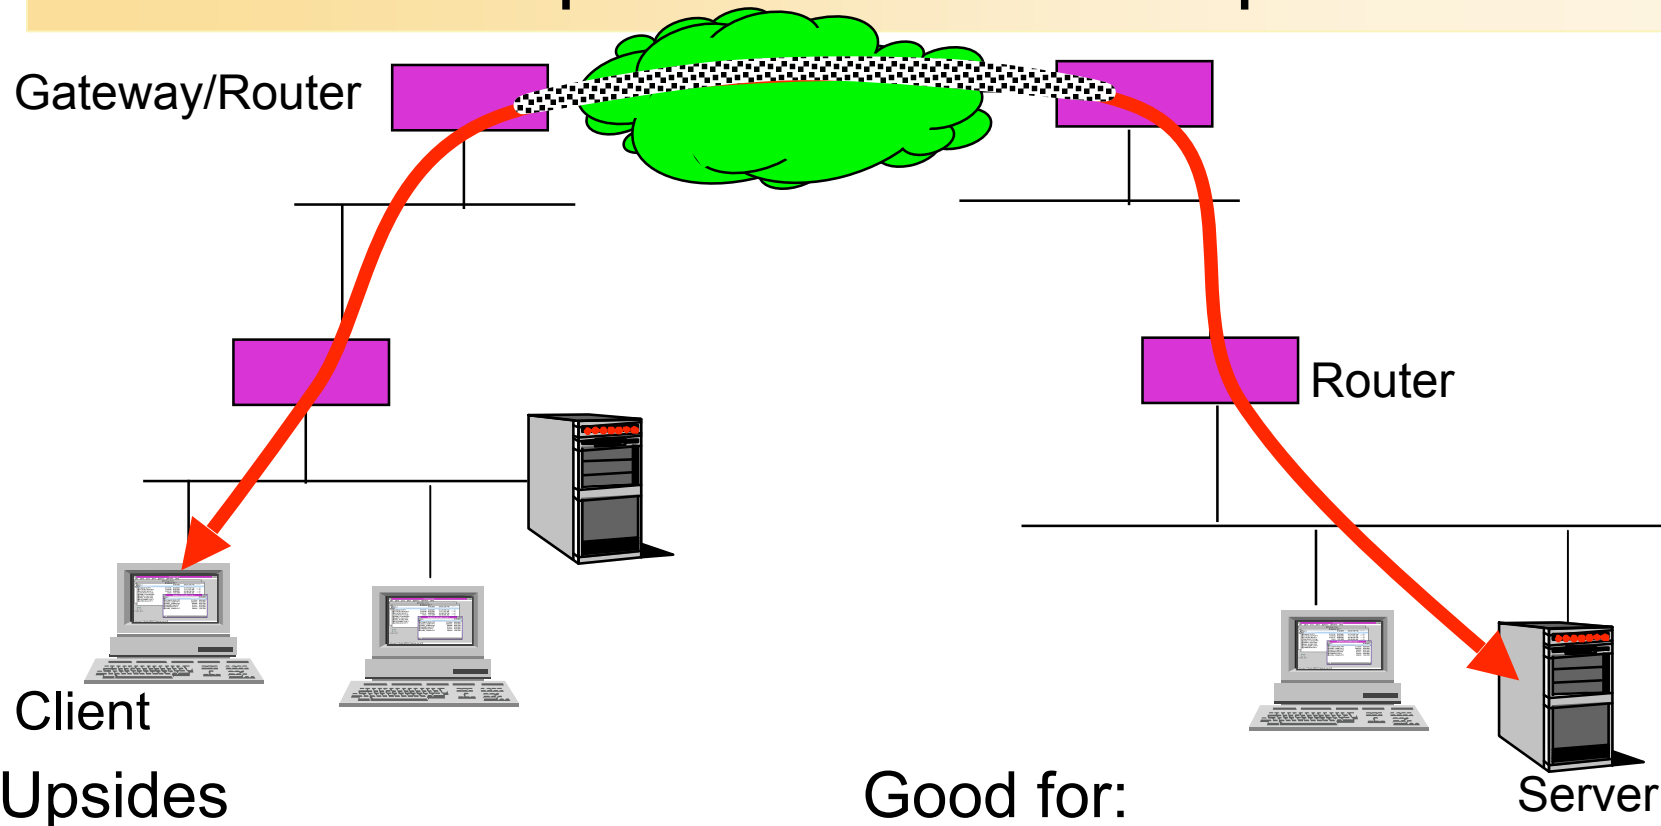 Gateway/Router
Router
Client
Upsides
Good for:
Server